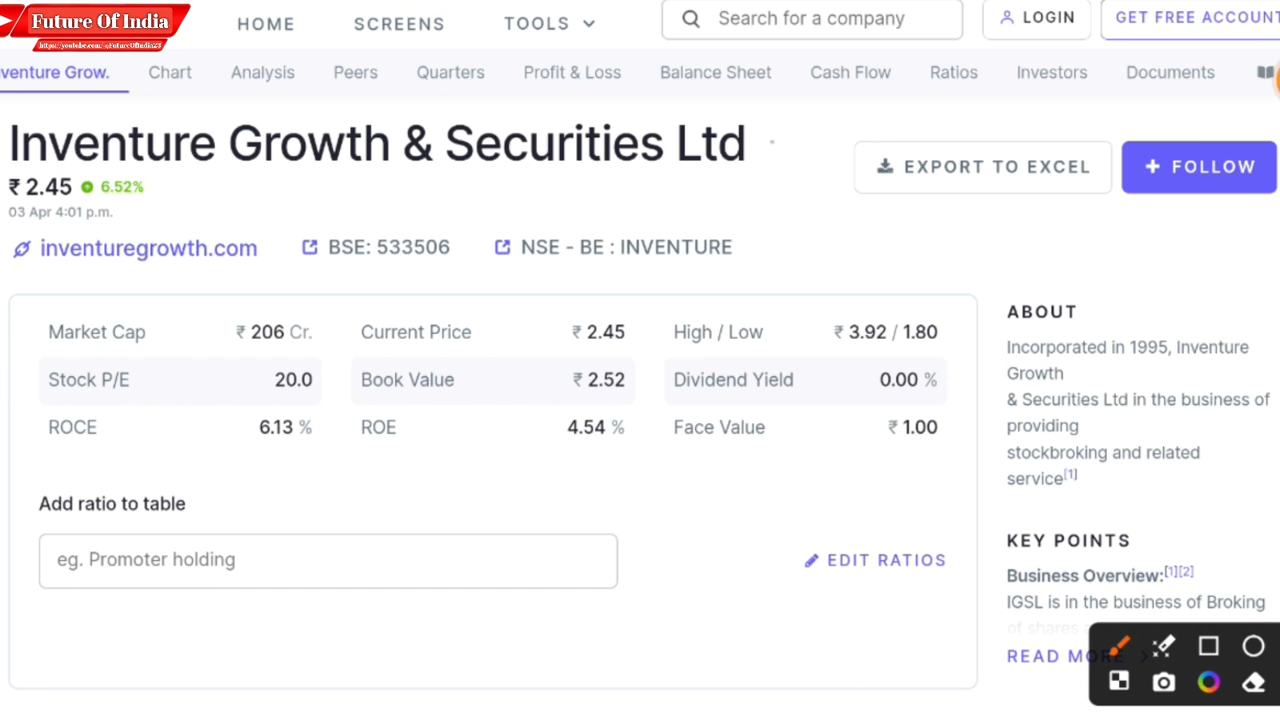 Future Of India
HOME SCREENS TOOLS
Search for a company
LOGIN
GET FREE ACCOUNT
venture Grow. Chart Analysis Peers Quarters Profit & Loss Balance Sheet Cash Flow Ratios Investors Documents
Inventure Growth & Securities Ltd
EXPORT TO EXCEL
+ FOLLOW
₹ 2.45 6.52%
03 Apr 4:01 p.m.
inventuregrowth.com BSE: 533506 NSE - BE : INVENTURE
Market Cap ₹ 206 Cr. Current Price ₹ 2.45 High / Low ₹ 3.92 / 1.80
Stock P/E 20.0 Book Value ₹ 2.52 Dividend Yield 0.00 %
ROCE 6.13 % ROE 4.54 % Face Value ₹ 1.00
Add ratio to table
eg. Promoter holding
EDIT RATIOS
ABOUT
Incorporated in 1995, Inventure
Growth
& Securities Ltd in the business of
providing
stockbroking and related
service[1]
KEY POINTS
Business Overview:[1][2]
IGSL is in the business of Broking
of shares
READ MORE